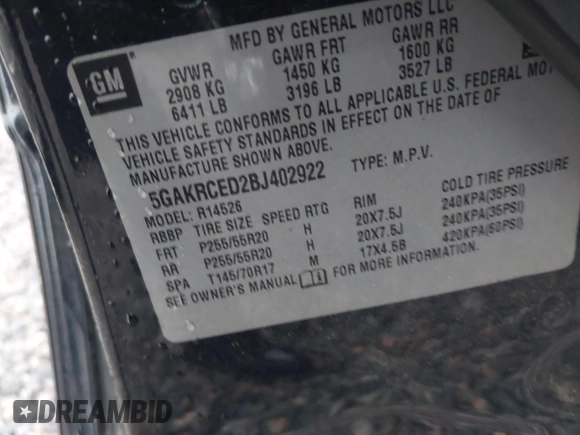 MFD BY GENERAL MOTORS LLC
GM
GVWR GAWR FRT GAWR RR
2908 KG 1450 KG 1600 KG
6411 LB 3196 LB 3527 LB
THIS VEHICLE CONFORMS TO ALL APPLICABLE U.S. FEDERAL MOT
VEHICLE SAFETY STANDARDS IN EFFECT ON THE DATE OF
MANUFACTURE SHOWN ABOVE.
5GAKRCED2BJ402922 TYPE: M.P.V.
MODEL: R14526
RBBP TIRE SIZE SPEED RTG RIM COLD TIRE PRESSURE
FRT P255/55R20 H 20X7.5J 240KPA(35PSI)
RR P255/55R20 H 20X7.5J 240KPA(35PSI)
SPA T145/70R17 M 17X4.5B 420KPA(60PSI)
SEE OWNER'S MANUAL FOR MORE INFORMATION.
DREAMBID